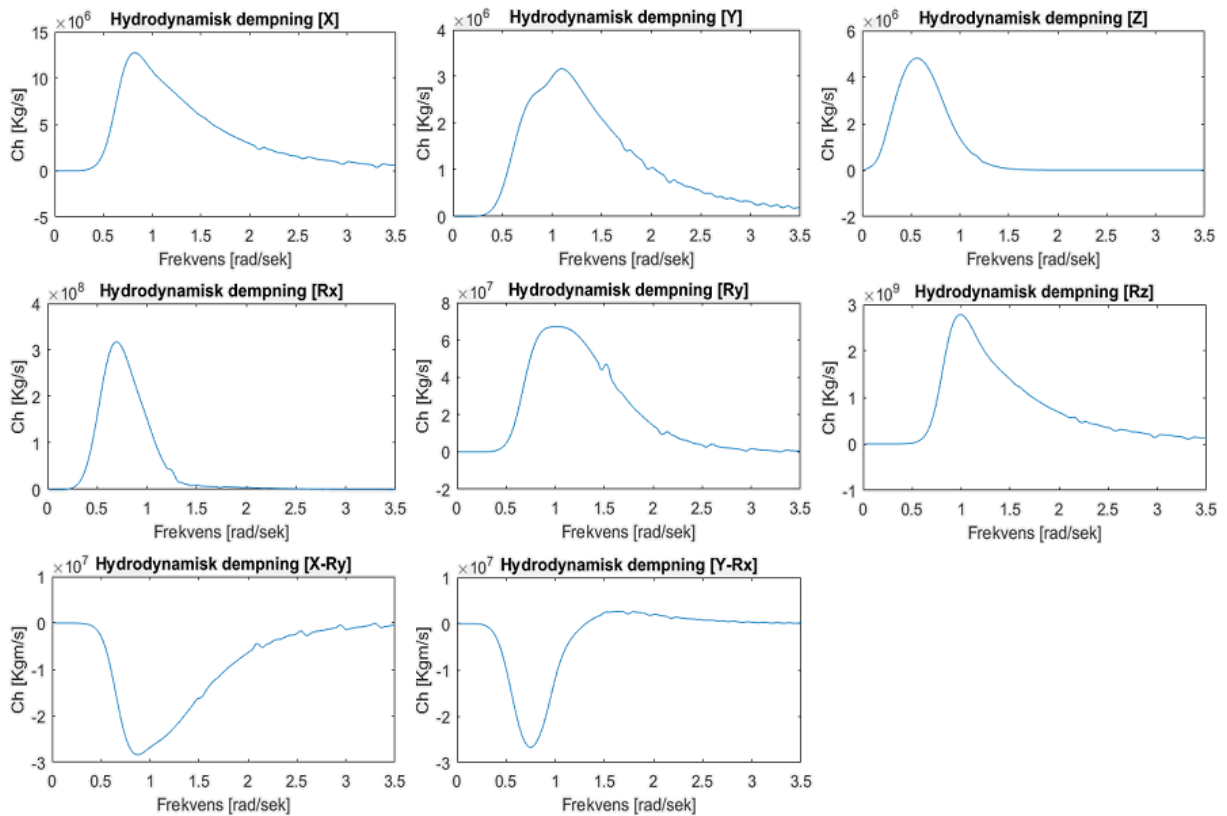 Hydrodynamisk dempning [X]
×10^6
15
10
5
0
-5
Ch [Kg/s]
0 0.5 1 1.5 2 2.5 3 3.5
Frekvens [rad/sek]
Hydrodynamisk dempning [Y]
×10^6
4
3
2
1
0
Ch [Kg/s]
0 0.5 1 1.5 2 2.5 3 3.5
Frekvens [rad/sek]
Hydrodynamisk dempning [Z]
×10^6
6
4
2
0
-2
Ch [Kg/s]
0 0.5 1 1.5 2 2.5 3 3.5
Frekvens [rad/sek]
Hydrodynamisk dempning [Rx]
×10^8
4
3
2
1
0
Ch [Kg/s]
0 0.5 1 1.5 2 2.5 3 3.5
Frekvens [rad/sek]
Hydrodynamisk dempning [Ry]
×10^7
8
6
4
2
0
-2
Ch [Kg/s]
0 0.5 1 1.5 2 2.5 3 3.5
Frekvens [rad/sek]
Hydrodynamisk dempning [Rz]
×10^9
3
2
1
0
-1
Ch [Kg/s]
0 0.5 1 1.5 2 2.5 3 3.5
Frekvens [rad/sek]
Hydrodynamisk dempning [X-Ry]
×10^7
1
0
-1
-2
-3
Ch [Kgm/s]
0 0.5 1 1.5 2 2.5 3 3.5
Frekvens [rad/sek]
Hydrodynamisk dempning [Y-Rx]
×10^7
1
0
-1
-2
-3
Ch [Kgm/s]
0 0.5 1 1.5 2 2.5 3 3.5
Frekvens [rad/sek]